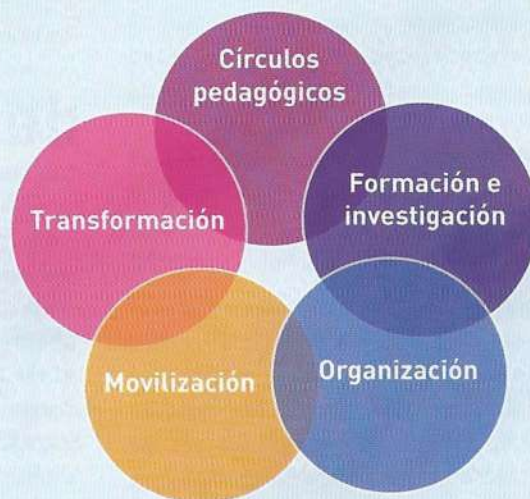 Círculos
pedagógicos
Formación e
investigación
Transformación
Organización
Movilización